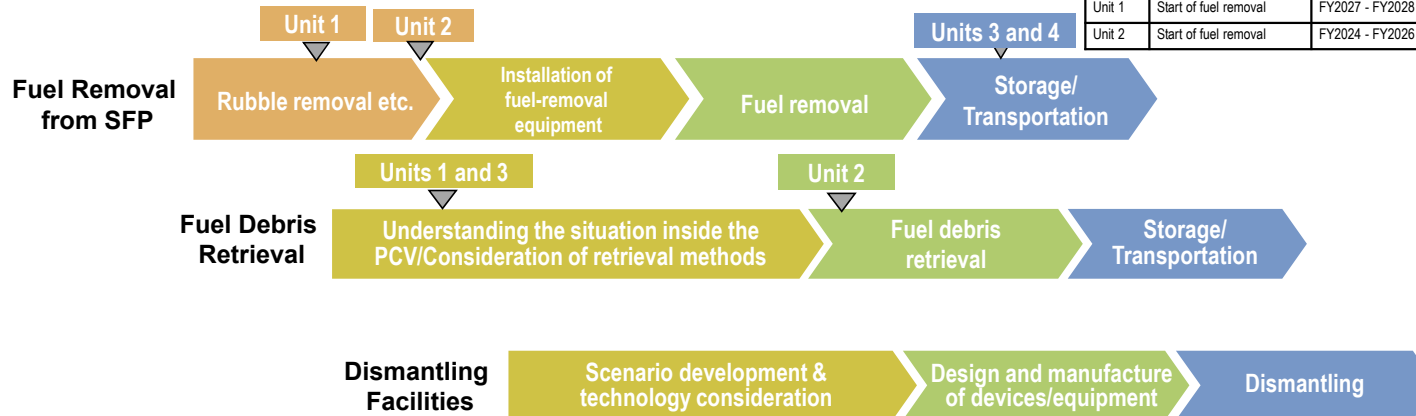 Unit 1 Start of fuel removal FY2027 - FY2028
Unit 2 Start of fuel removal FY2024 - FY2026
Unit 1
Unit 2
Units 3 and 4
Fuel Removal
from SFP
Rubble removal etc.
Installation of
fuel-removal
equipment
Fuel removal
Storage/
Transportation
Units 1 and 3
Unit 2
Fuel Debris
Retrieval
Understanding the situation inside the
PCV/Consideration of retrieval methods
Fuel debris
retrieval
Storage/
Transportation
Dismantling
Facilities
Scenario development &
technology consideration
Design and manufacture
of devices/equipment
Dismantling